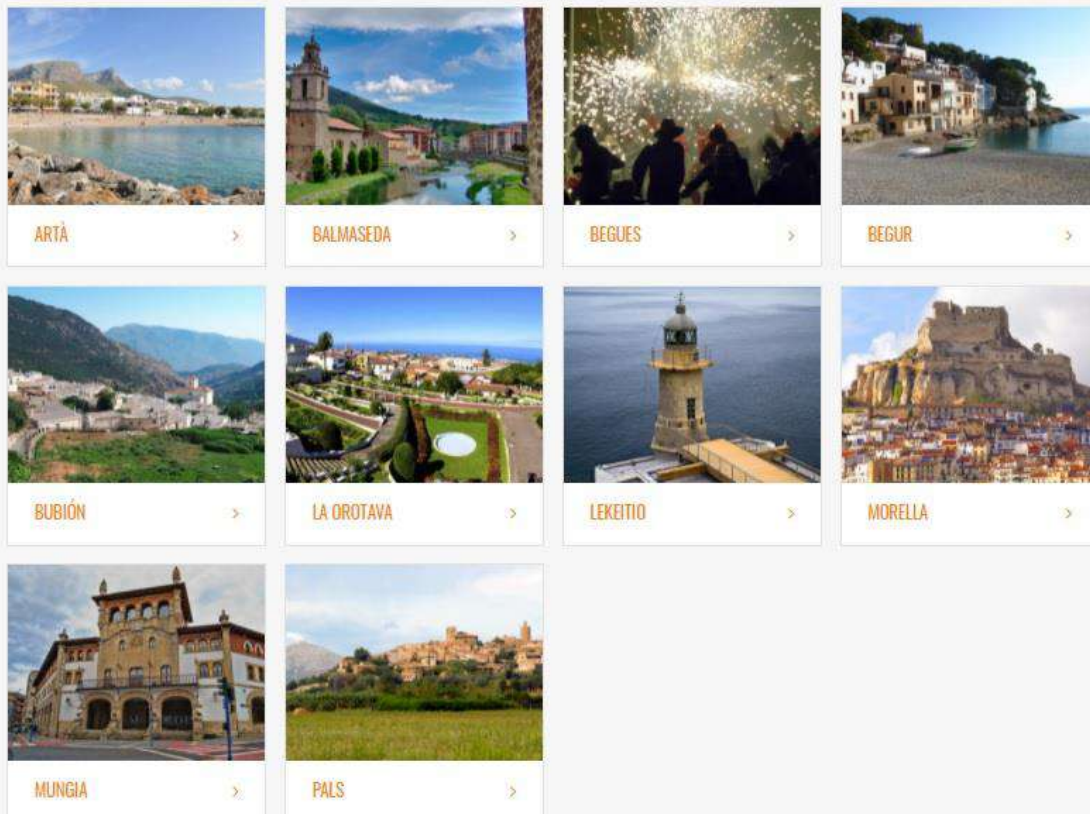 ARTÀ >
BALMASEDA >
BEGUES >
BEGUR >
BUBIÓN >
LA OROTAVA >
LEKEITIO >
MORELLA >
MUNGIA >
PALS >